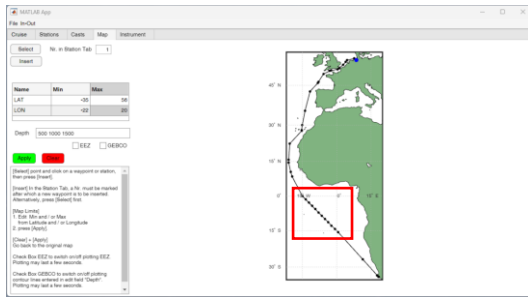 MATLAB App
File In+Out
Cruise Stations Casts Map Instrument
Select Nr. in Station Tab 1
Insert
Name Min Max
LAT -35 58
LON -22 20
Depth 500 1000 1500
EEZ GEBCO
Apply Clear
[Select] point and click on a waypoint or station,
then press [Insert].
[Insert] In the Station Tab, a Nr. must be marked
after which a new waypoint is to be inserted.
Alternatively, press [Select] first.
[Map Limits]
1. Edit Min and / or Max
from Latitude and / or Longitude
2. press [Apply].
[Clear] + [Apply]
Go back to the original map
Check Box EEZ to switch on/off plotting EEZ
Plotting may last a few seconds.
Check Box GEBCO to switch on/off plotting
contour lines entered in edit field "Depth".
Plotting may last a few seconds.
45° N
30° N
15° N
0°
15° S
30° S
15° W
0°
15° E